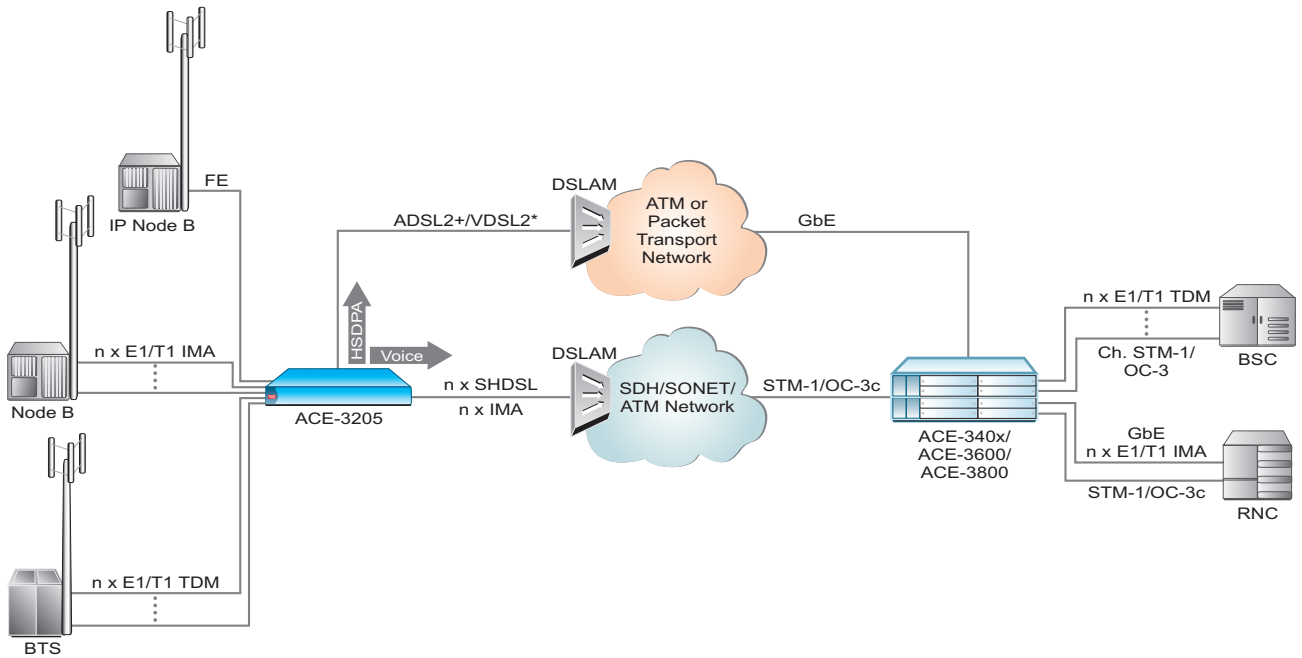 FE
IP Node B
n x E1/T1 IMA
Node B
n x E1/T1 TDM
BTS
ACE-3205
HSDPA
Voice
ADSL2+/VDSL2*
DSLAM
ATM or
Packet
Transport
Network
GbE
n x SHDSL
n x IMA
DSLAM
SDH/SONET/
ATM Network
STM-1/OC-3c
ACE-340x/
ACE-3600/
ACE-3800
n x E1/T1 TDM
Ch. STM-1/
OC-3
BSC
GbE
n x E1/T1 IMA
STM-1/OC-3c
RNC